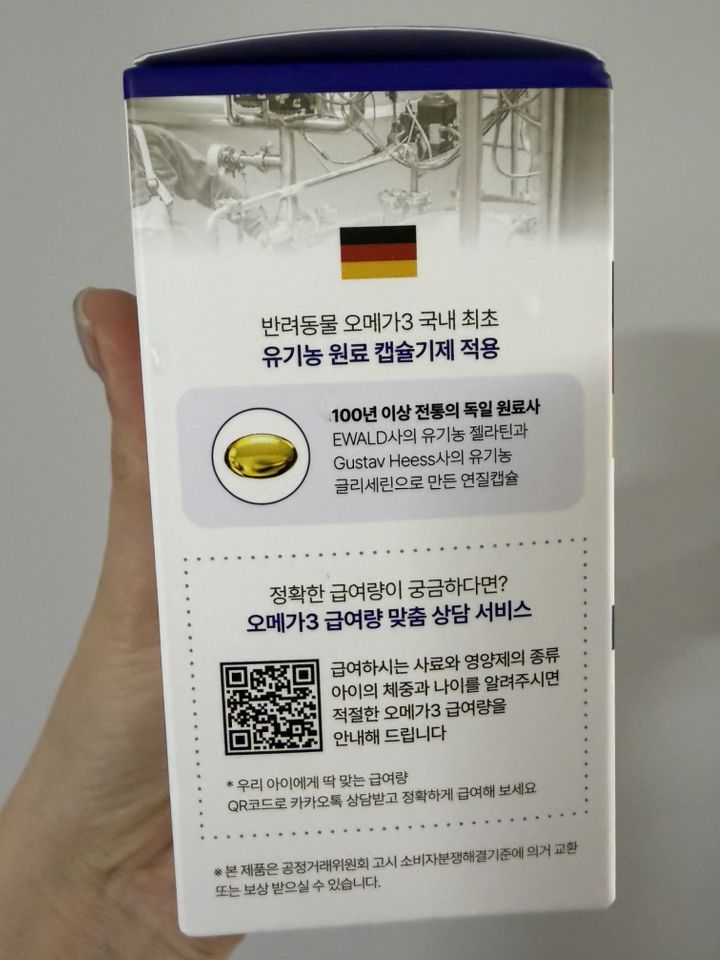 반려동물 오메가3 국내 최초
유기농 원료 캡슐기제 적용
100년 이상 전통의 독일 원료사
EWALD사의 유기농 젤라틴과
Gustav Heess사의 유기농
글리세린으로 만든 연질캡슐
정확한 급여량이 궁금하다면?
오메가3 급여량 맞춤 상담 서비스
급여하시는 사료와 영양제의 종류
아이의 체중과 나이를 알려주시면
적절한 오메가3 급여량을
안내해 드립니다
* 우리 아이에게 딱 맞는 급여량
QR코드로 카카오톡 상담받고 정확하게 급여해 보세요
※ 본 제품은 공정거래위원회 고시 소비자분쟁해결기준에 의거 교환
또는 보상 받으실 수 있습니다.